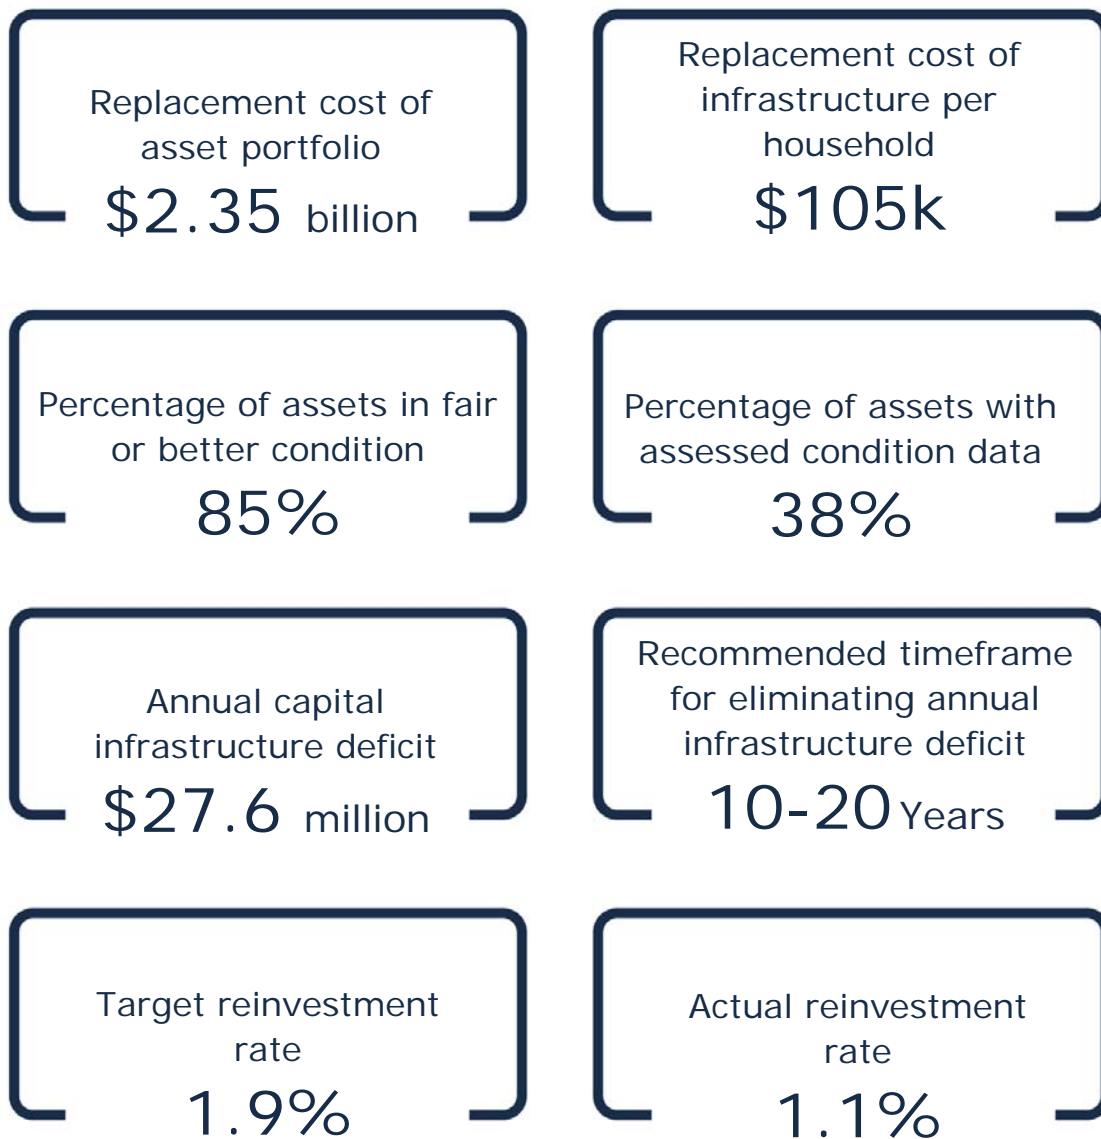 Replacement cost of
asset portfolio
$2.35 billion
Replacement cost of
infrastructure per
household
$105k
Percentage of assets in fair
or better condition
85%
Percentage of assets with
assessed condition data
38%
Annual capital
infrastructure deficit
$27.6 million
Recommended timeframe
for eliminating annual
infrastructure deficit
10-20 Years
Target reinvestment
rate
1.9%
Actual reinvestment
rate
1.1%